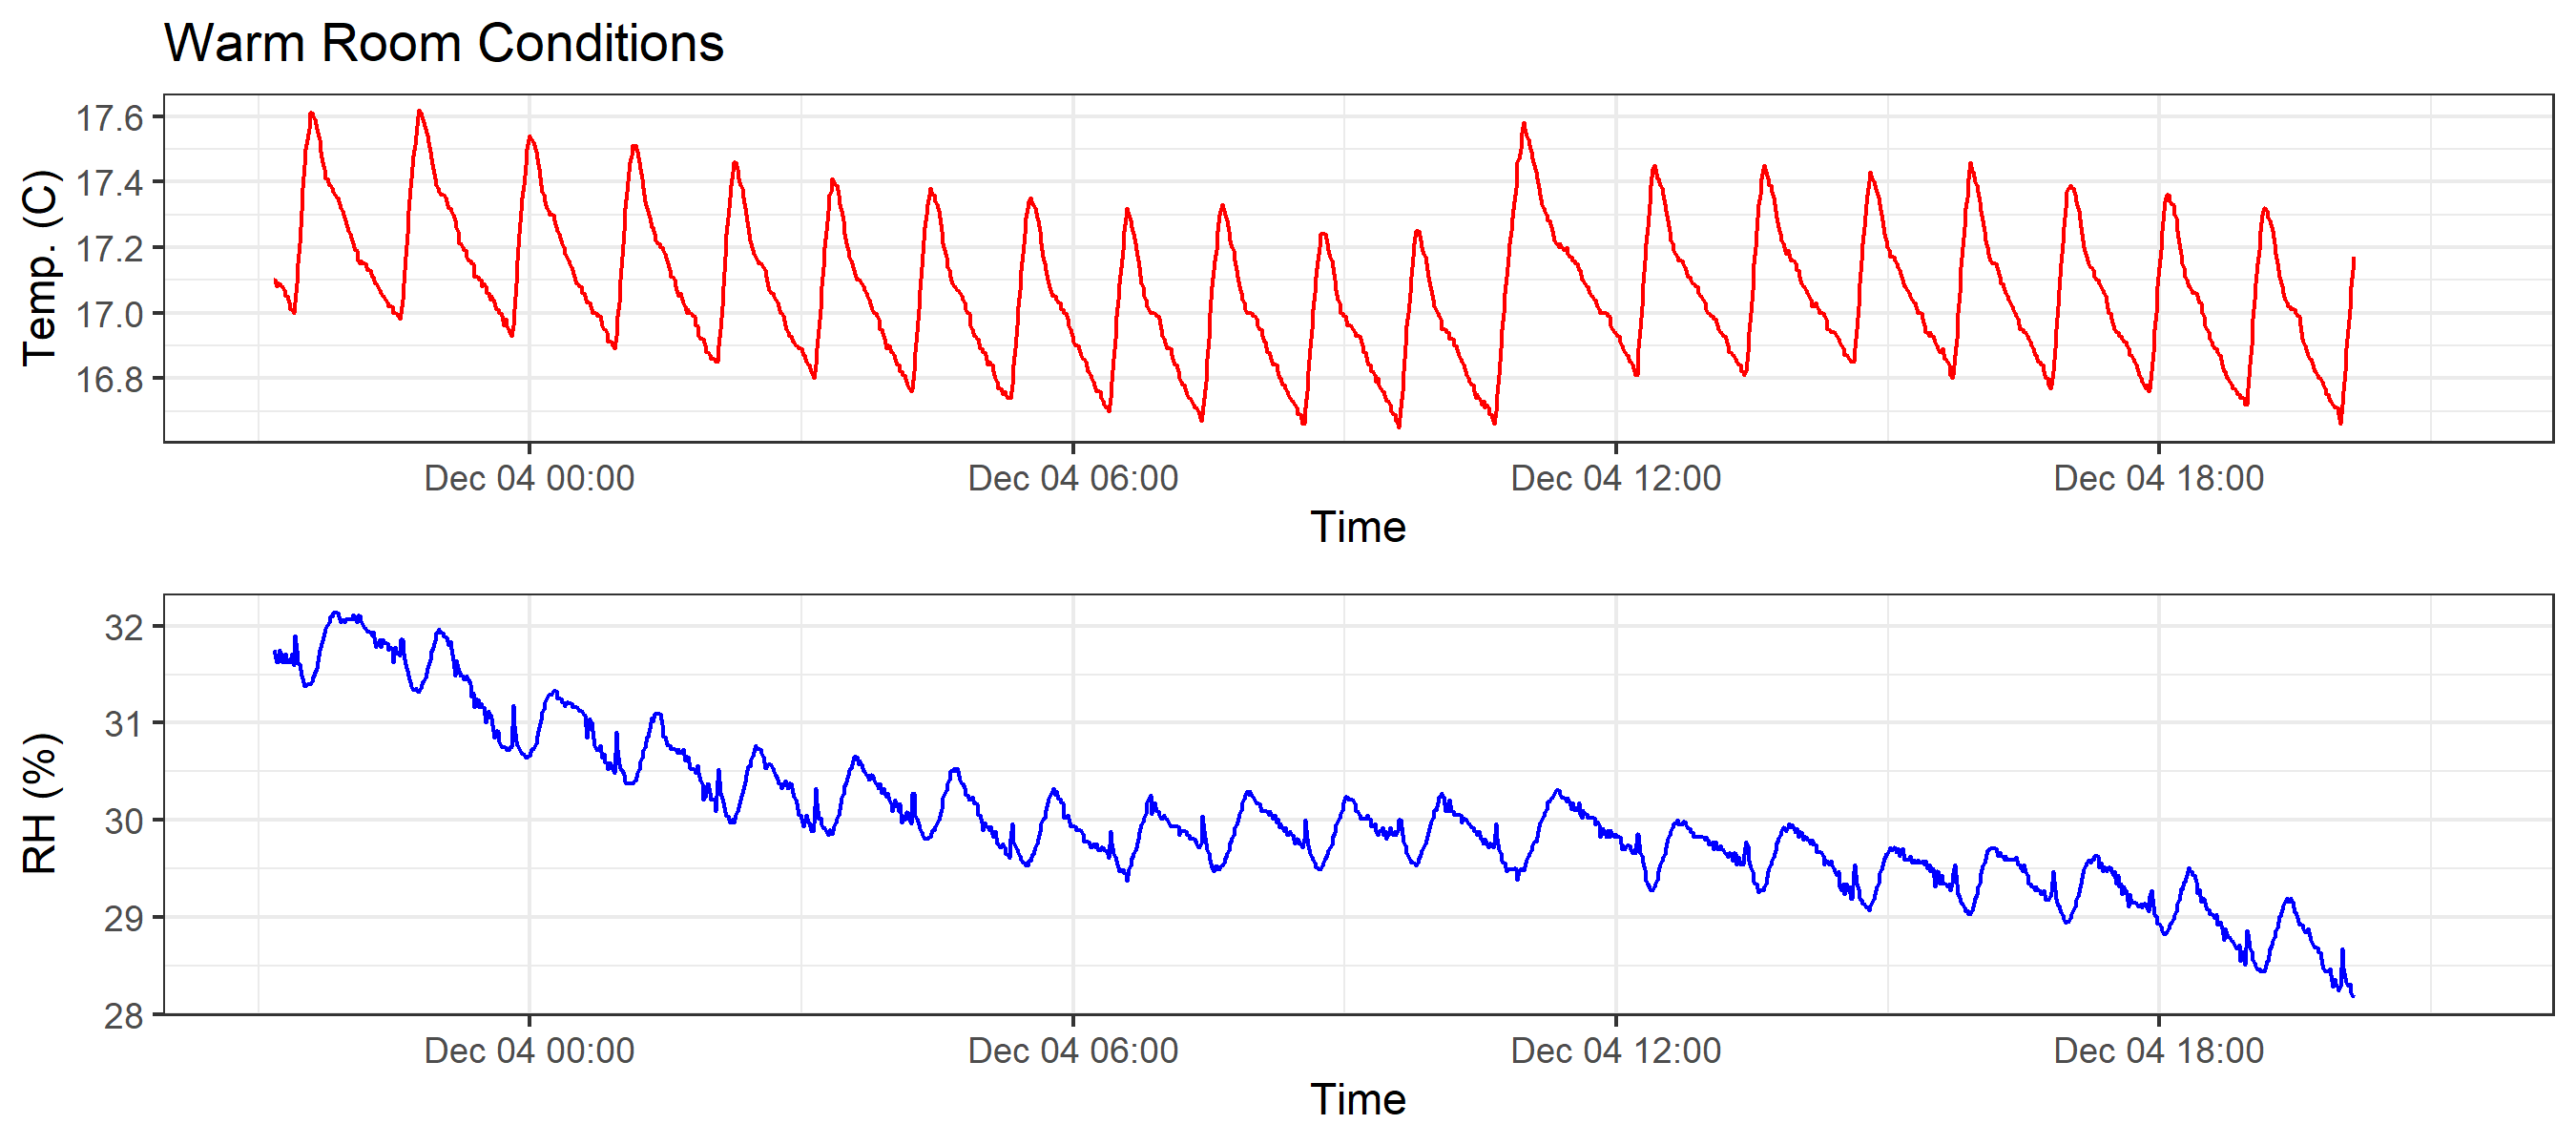 Warm Room Conditions
Temp. (C)
17.6
17.4
17.2
17.0
16.8
Dec 04 00:00 Dec 04 06:00 Dec 04 12:00 Dec 04 18:00
Time
RH (%)
32
31
30
29
28
Dec 04 00:00 Dec 04 06:00 Dec 04 12:00 Dec 04 18:00
Time